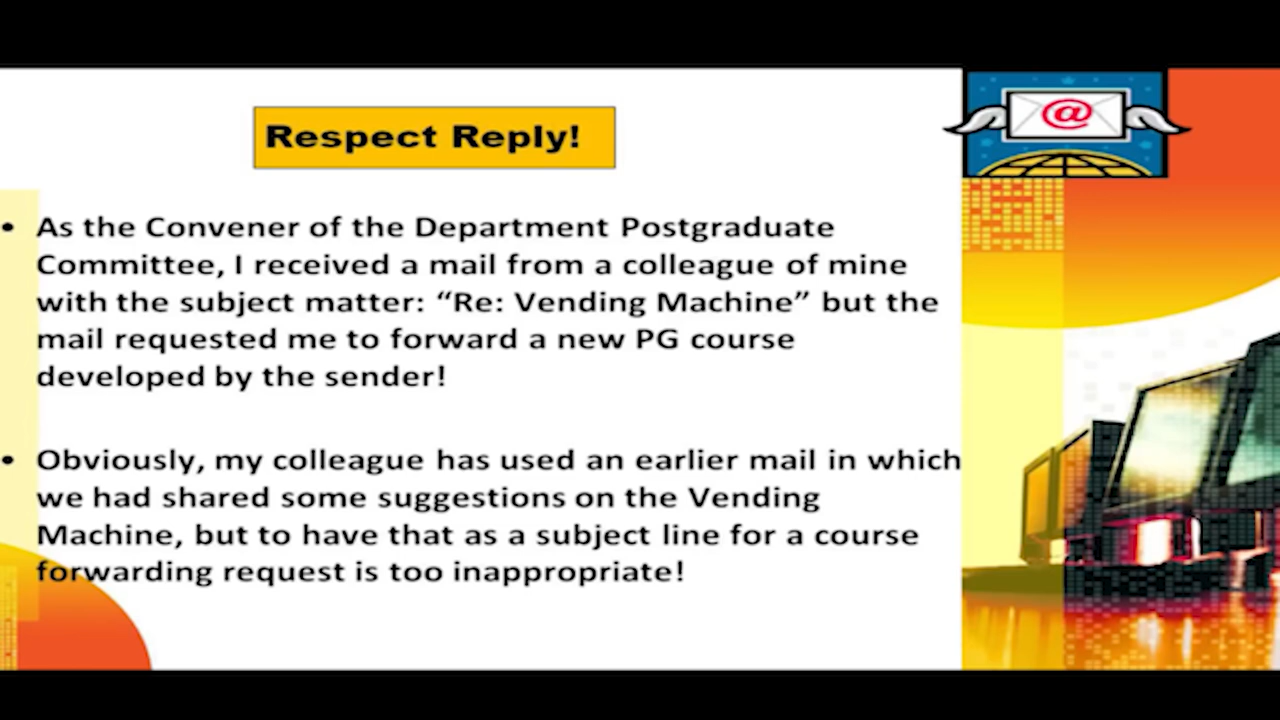 Respect Reply!
• As the Convener of the Department Postgraduate
Committee, I received a mail from a colleague of mine
with the subject matter: “Re: Vending Machine” but the
mail requested me to forward a new PG course
developed by the sender!
• Obviously, my colleague has used an earlier mail in which
we had shared some suggestions on the Vending
Machine, but to have that as a subject line for a course
forwarding request is too inappropriate!
@